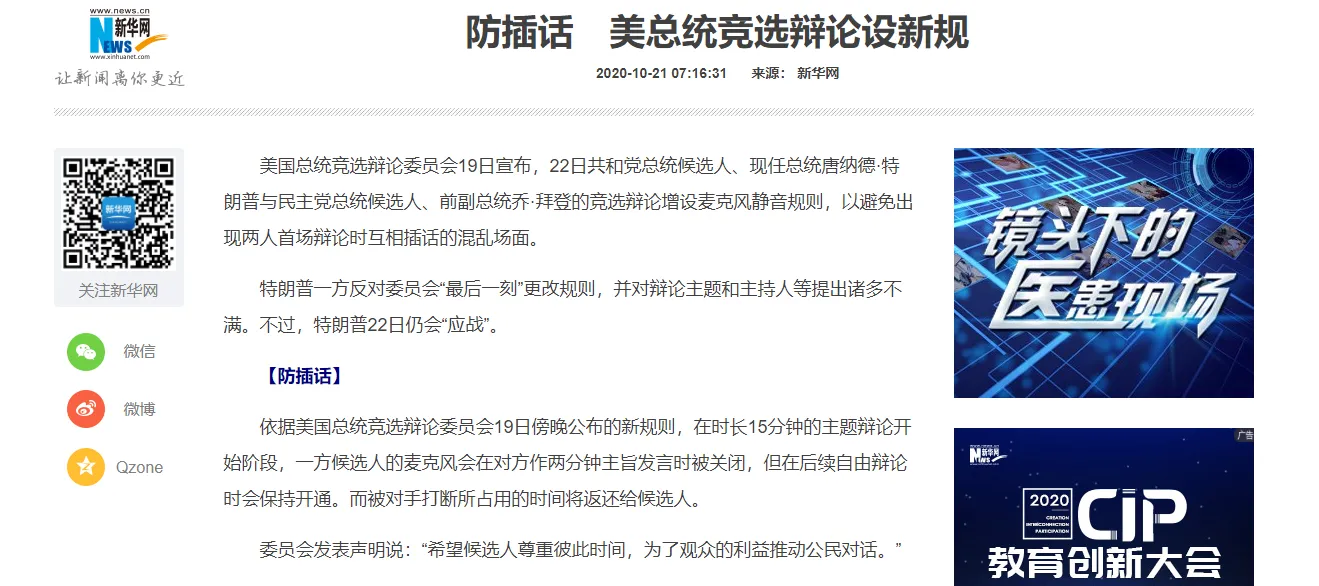 www.news.cn
新华网
NEWS
www.xinhuanet.com
让新闻离你更近
防插话 美总统竞选辩论设新规
2020-10-21 07:16:31 来源： 新华网
新华网
关注新华网
微信
微博
Qzone
美国总统竞选辩论委员会19日宣布，22日共和党总统候选人、现任总统唐纳德·特
朗普与民主党总统候选人、前副总统乔·拜登的竞选辩论增设麦克风静音规则，以避免出
现两人首场辩论时互相插话的混乱场面。
特朗普一方反对委员会“最后一刻”更改规则，并对辩论主题和主持人等提出诸多不
满。不过，特朗普22日仍会“应战”。
【防插话】
依据美国总统竞选辩论委员会19日傍晚公布的新规则，在时长15分钟的主题辩论开
始阶段，一方候选人的麦克风会在对方作两分钟主旨发言时被关闭，但在后续自由辩论
时会保持开通。而被对手打断所占用的时间将返还给候选人。
委员会发表声明说：“希望候选人尊重彼此时间，为了观众的利益推动公民对话。”
镜头下的
医患现场
广告
www.news.cn
新华网
NEWS
2020
CREATION
INTERCONNECTION
PARTICIPATION
CIP
教育创新大会